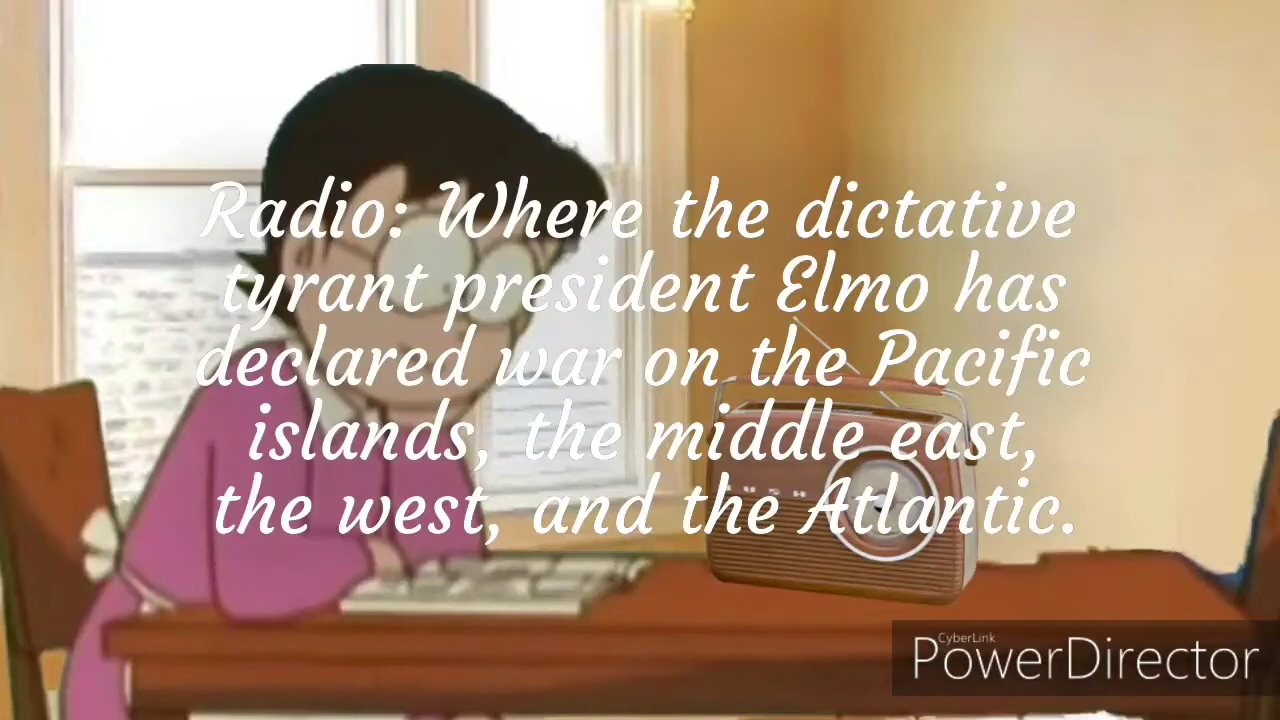 Radio: Where the dictative
tyrant president Elmo has
declared war on the Pacific
islands, the middle east,
the west, and the Atlantic.
BUSH
CyberLink
PowerDirector